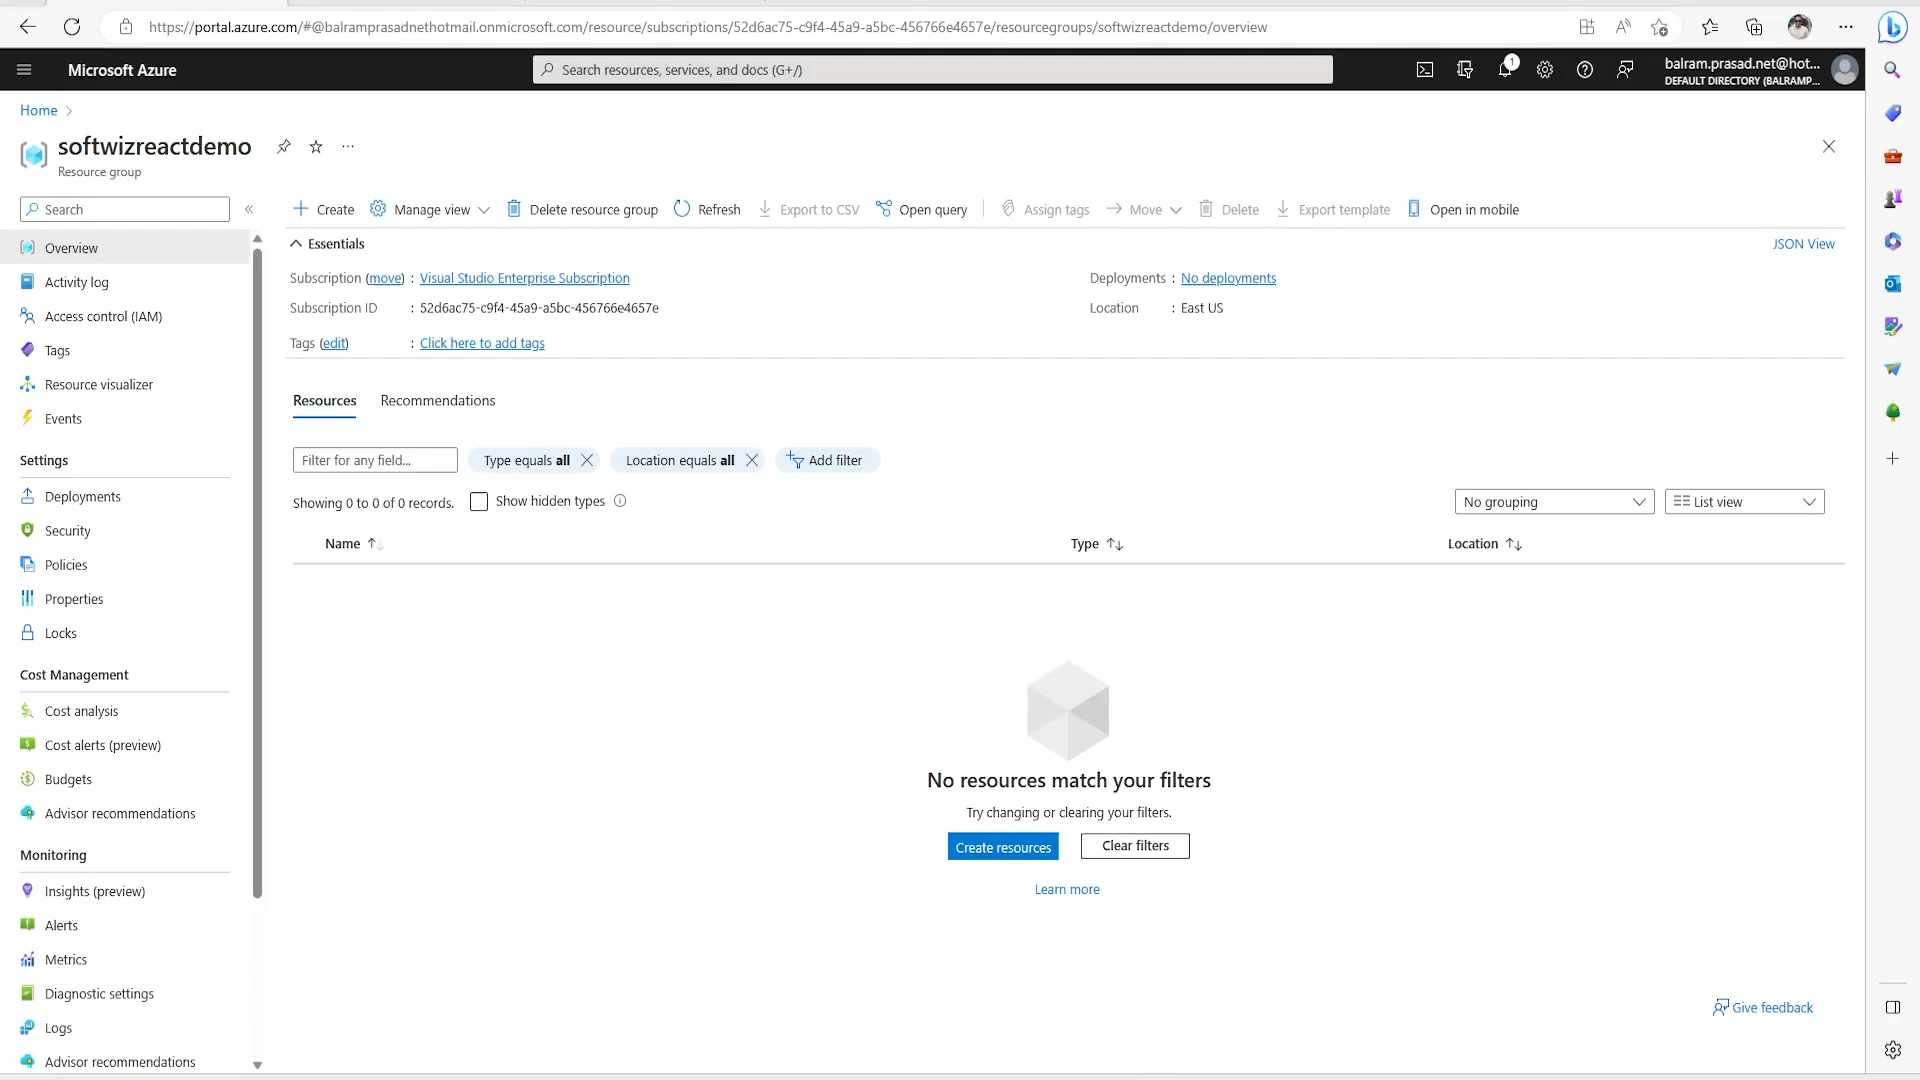 https://portal.azure.com/#@balramprasadnethotmail.onmicrosoft.com/resource/subscriptions/52d6ac75-c9f4-45a9-a5bc-456766e4657e/resourcegroups/softwizreactdemo/overview
Microsoft Azure
Search resources, services, and docs (G+/)
1
balram.prasad.net@hot...
DEFAULT DIRECTORY (BALRAMP...
Home
softwizreactdemo
Resource group
Search
Create
Manage view
Delete resource group
Refresh
Export to CSV
Open query
Assign tags
Move
Delete
Export template
Open in mobile
Overview
Activity log
Access control (IAM)
Tags
Resource visualizer
Events
Settings
Deployments
Security
Policies
Properties
Locks
Cost Management
Cost analysis
Cost alerts (preview)
Budgets
Advisor recommendations
Monitoring
Insights (preview)
Alerts
Metrics
Diagnostic settings
Logs
Advisor recommendations
Essentials
JSON View
Subscription (move) : Visual Studio Enterprise Subscription
Deployments : No deployments
Subscription ID : 52d6ac75-c9f4-45a9-a5bc-456766e4657e
Location : East US
Tags (edit) : Click here to add tags
Resources
Recommendations
Filter for any field...
Type equals all
Location equals all
Add filter
Showing 0 to 0 of 0 records.
Show hidden types
No grouping
List view
Name
Type
Location
No resources match your filters
Try changing or clearing your filters.
Create resources
Clear filters
Learn more
Give feedback